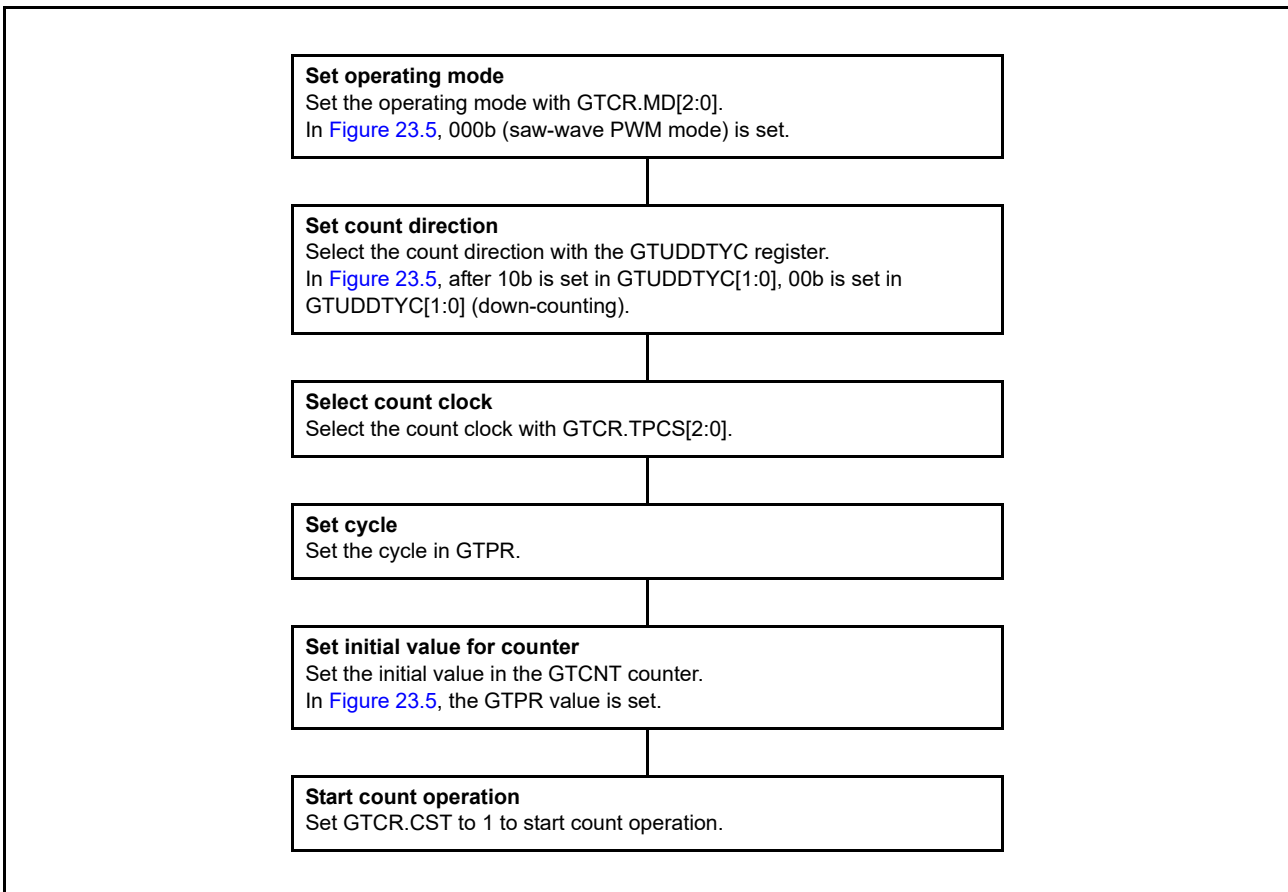 Set operating mode
Set the operating mode with GTCR.MD[2:0].
In Figure 23.5, 000b (saw-wave PWM mode) is set.
Set count direction
Select the count direction with the GTUDDTYC register.
In Figure 23.5, after 10b is set in GTUDDTYC[1:0], 00b is set in
GTUDDTYC[1:0] (down-counting).
Select count clock
Select the count clock with GTCR.TPCS[2:0].
Set cycle
Set the cycle in GTPR.
Set initial value for counter
Set the initial value in the GTCNT counter.
In Figure 23.5, the GTPR value is set.
Start count operation
Set GTCR.CST to 1 to start count operation.